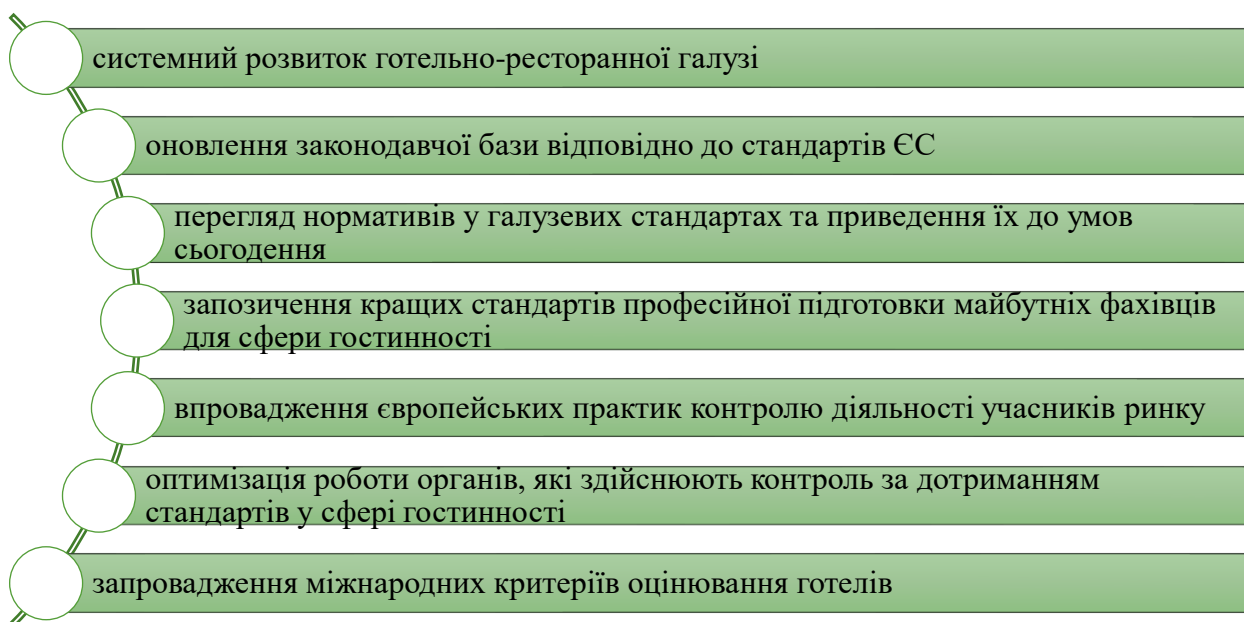 системний розвиток готельно-ресторанної галузі
оновлення законодавчої бази відповідно до стандартів ЄС
перегляд нормативів у галузевих стандартах та приведення їх до умов
сьогодення
запозичення кращих стандартів професійної підготовки майбутніх фахівців
для сфери гостинності
впровадження європейських практик контролю діяльності учасників ринку
оптимізація роботи органів, які здійснюють контроль за дотриманням
стандартів у сфері гостинності
запровадження міжнародних критеріїв оцінювання готелів